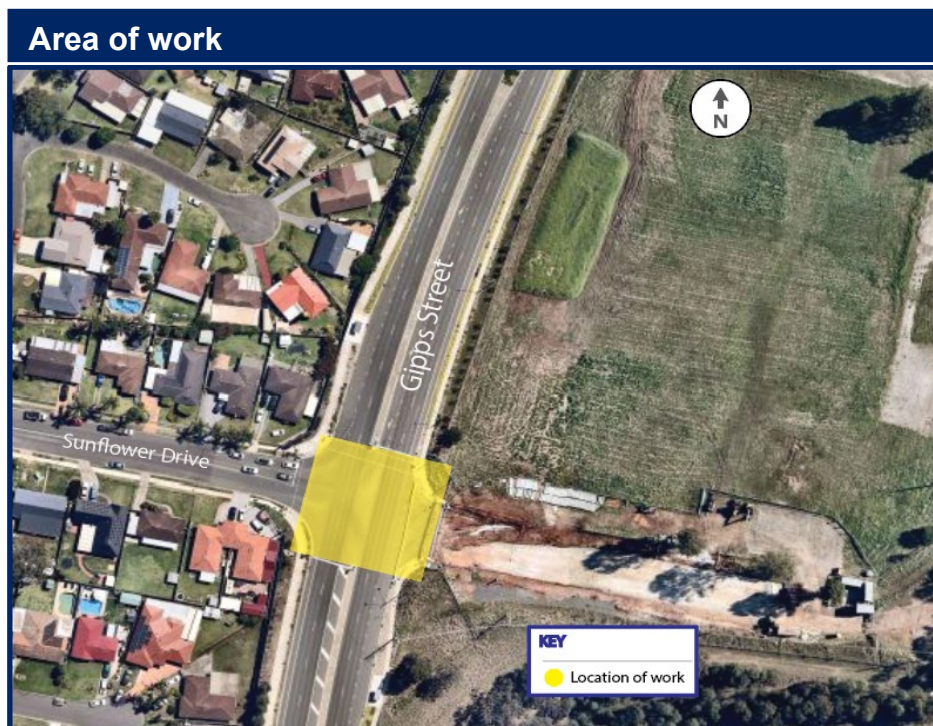 Area of work
N
Gipps Street
Sunflower Drive
KEY
Location of work